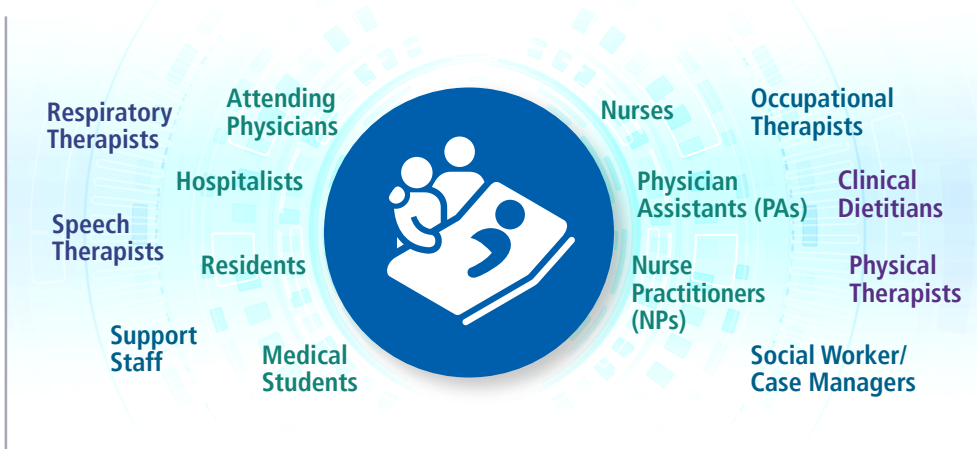 Respiratory
Therapists
Attending
Physicians
Hospitalists
Speech
Therapists
Residents
Support
Staff
Medical
Students
Nurses
Occupational
Therapists
Physician
Assistants (PAs)
Clinical
Dietitians
Nurse
Practitioners
(NPs)
Physical
Therapists
Social Worker/
Case Managers